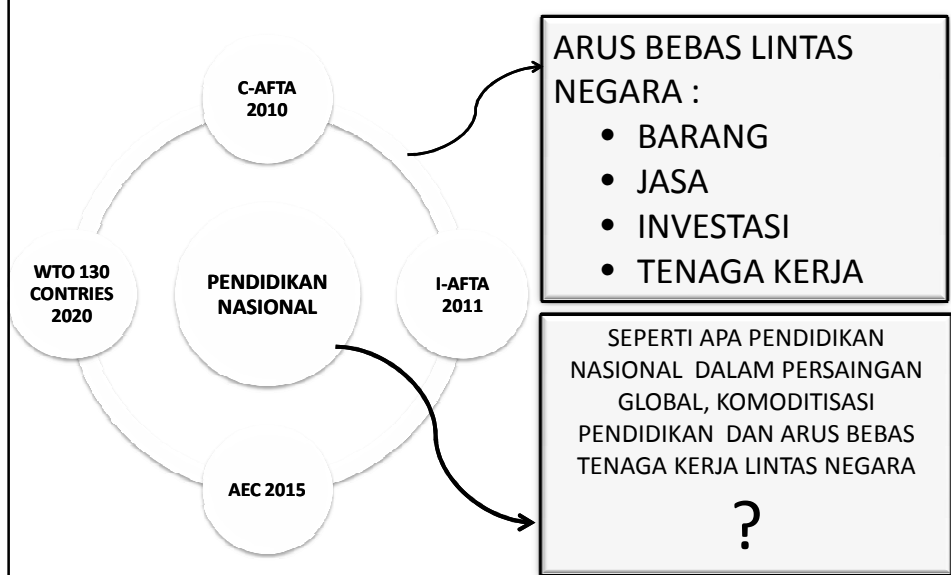 C-AFTA
2010
WTO 130
CONTRIES
2020
PENDIDIKAN
NASIONAL
I-AFTA
2011
AEC 2015
ARUS BEBAS LINTAS
NEGARA :
• BARANG
• JASA
• INVESTASI
• TENAGA KERJA
SEPERTI APA PENDIDIKAN
NASIONAL DALAM PERSAINGAN
GLOBAL, KOMODITISASI
PENDIDIKAN DAN ARUS BEBAS
TENAGA KERJA LINTAS NEGARA
?